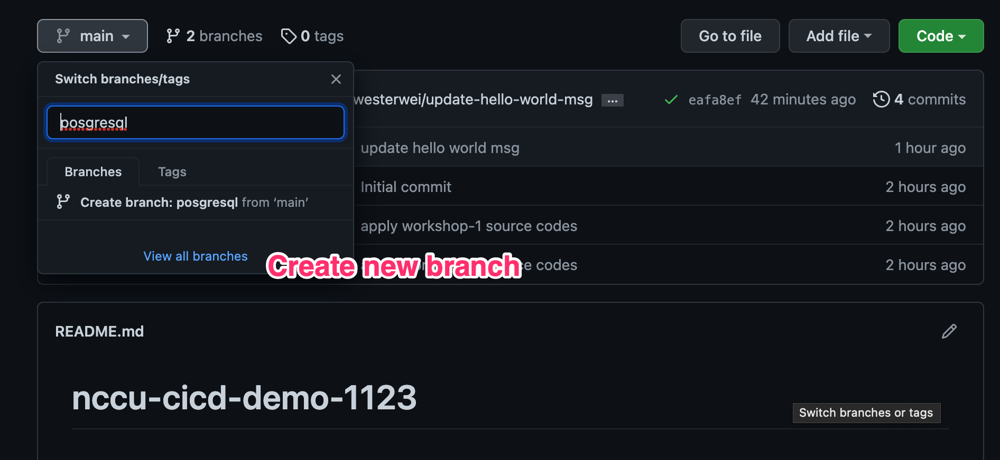 main 2 branches 0 tags Go to file Add file Code
Switch branches/tags
westerwei/update-hello-world-msg ... eafa8ef 42 minutes ago 4 commits
posgresql
update hello world msg 1 hour ago
Branches Tags
Initial commit 2 hours ago
Create branch: posgresql from ‘main’
apply workshop-1 source codes 2 hours ago
View all branches
Create new branch
codes 2 hours ago
README.md
nccu-cicd-demo-1123
Switch branches or tags